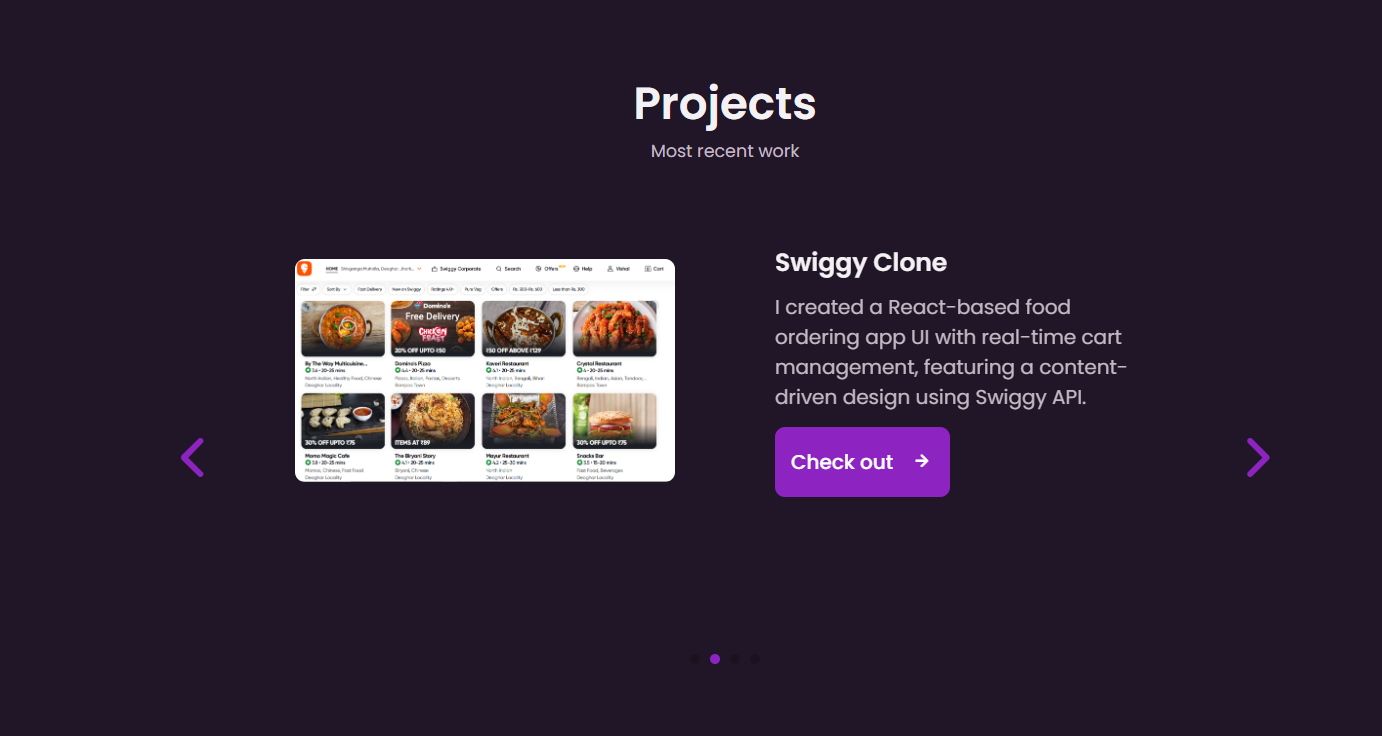 Projects
Most recent work
HOME
Swiggy Corporate
Search
Offers
Help
Cart
Filter
Sort By
Fast Delivery
New on Swiggy
Ratings 4.0+
Pure Veg
Offers
Rs. 300-Rs. 600
Less than Rs. 300
Domino's
Free Delivery
CHICKEN
FEAST
20% OFF UPTO ₹50
₹50 OFF ABOVE ₹129
By The Way Multicuisine...
20-25 mins
North Indian, Healthy Food, Chinese
Deoghar Locality
Domino's Pizza
4.4 • 20-25 mins
Pizzas, Italian, Pastas, Desserts
Bompas Town
Kaveri Restaurant
4.1 • 20-25 mins
North Indian, Bengali, Bihari
Deoghar Locality
Crystal Restaurant
4 • 20-25 mins
Bengali, Indian, Asian, Tandoor,...
Bompas Town
30% OFF UPTO ₹75
ITEMS AT ₹89
30% OFF UPTO ₹75
Momo Magic Cafe
3.8 • 20-25 mins
Momos, Chinese, Fast Food
Deoghar Locality
The Biryani Story
4.1 • 20-25 mins
Biryani, Chinese
Deoghar Locality
Mayur Restaurant
4.2 • 25-30 mins
North Indian
Deoghar Locality
Snacks Bar
3.5 • 15-20 mins
Fast Food, Beverages
Deoghar Locality
Swiggy Clone
I created a React-based food
ordering app UI with real-time cart
management, featuring a content-
driven design using Swiggy API.
Check out